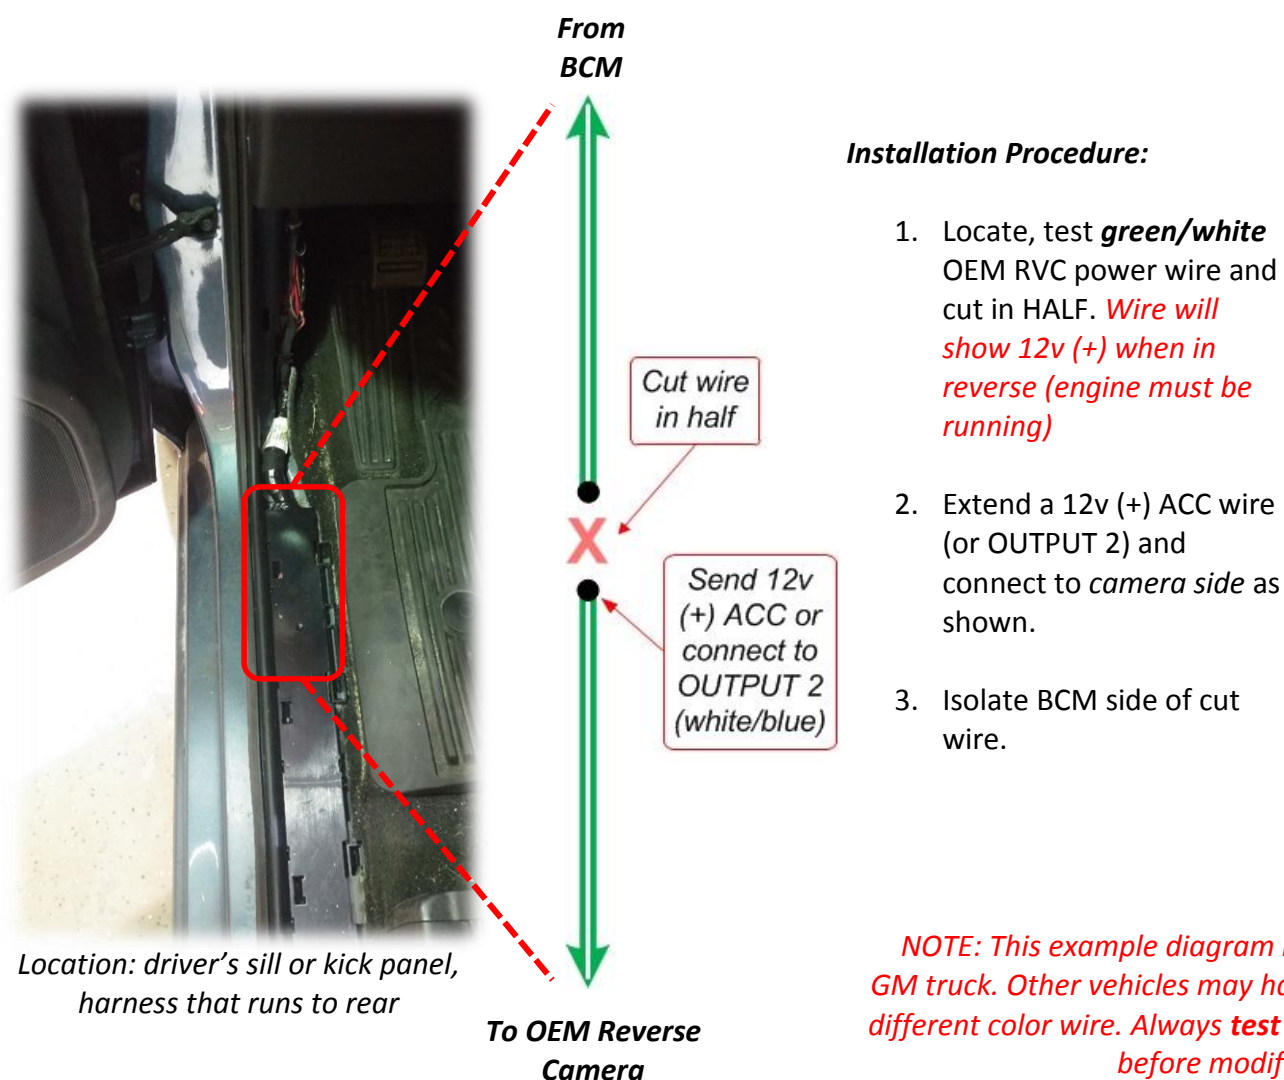 From
BCM
Installation Procedure:
1. Locate, test green/white
OEM RVC power wire and
cut in HALF. Wire will
show 12v (+) when in
reverse (engine must be
running)
Cut wire
in half
2. Extend a 12v (+) ACC wire
(or OUTPUT 2) and
connect to camera side as
shown.
X
Send 12v
(+) ACC or
connect to
OUTPUT 2
(white/blue)
3. Isolate BCM side of cut
wire.
Location: driver's sill or kick panel,
harness that runs to rear
NOTE: This example diagram
GM truck. Other vehicles may
different color wire. Always test
before
To OEM Reverse
Camera